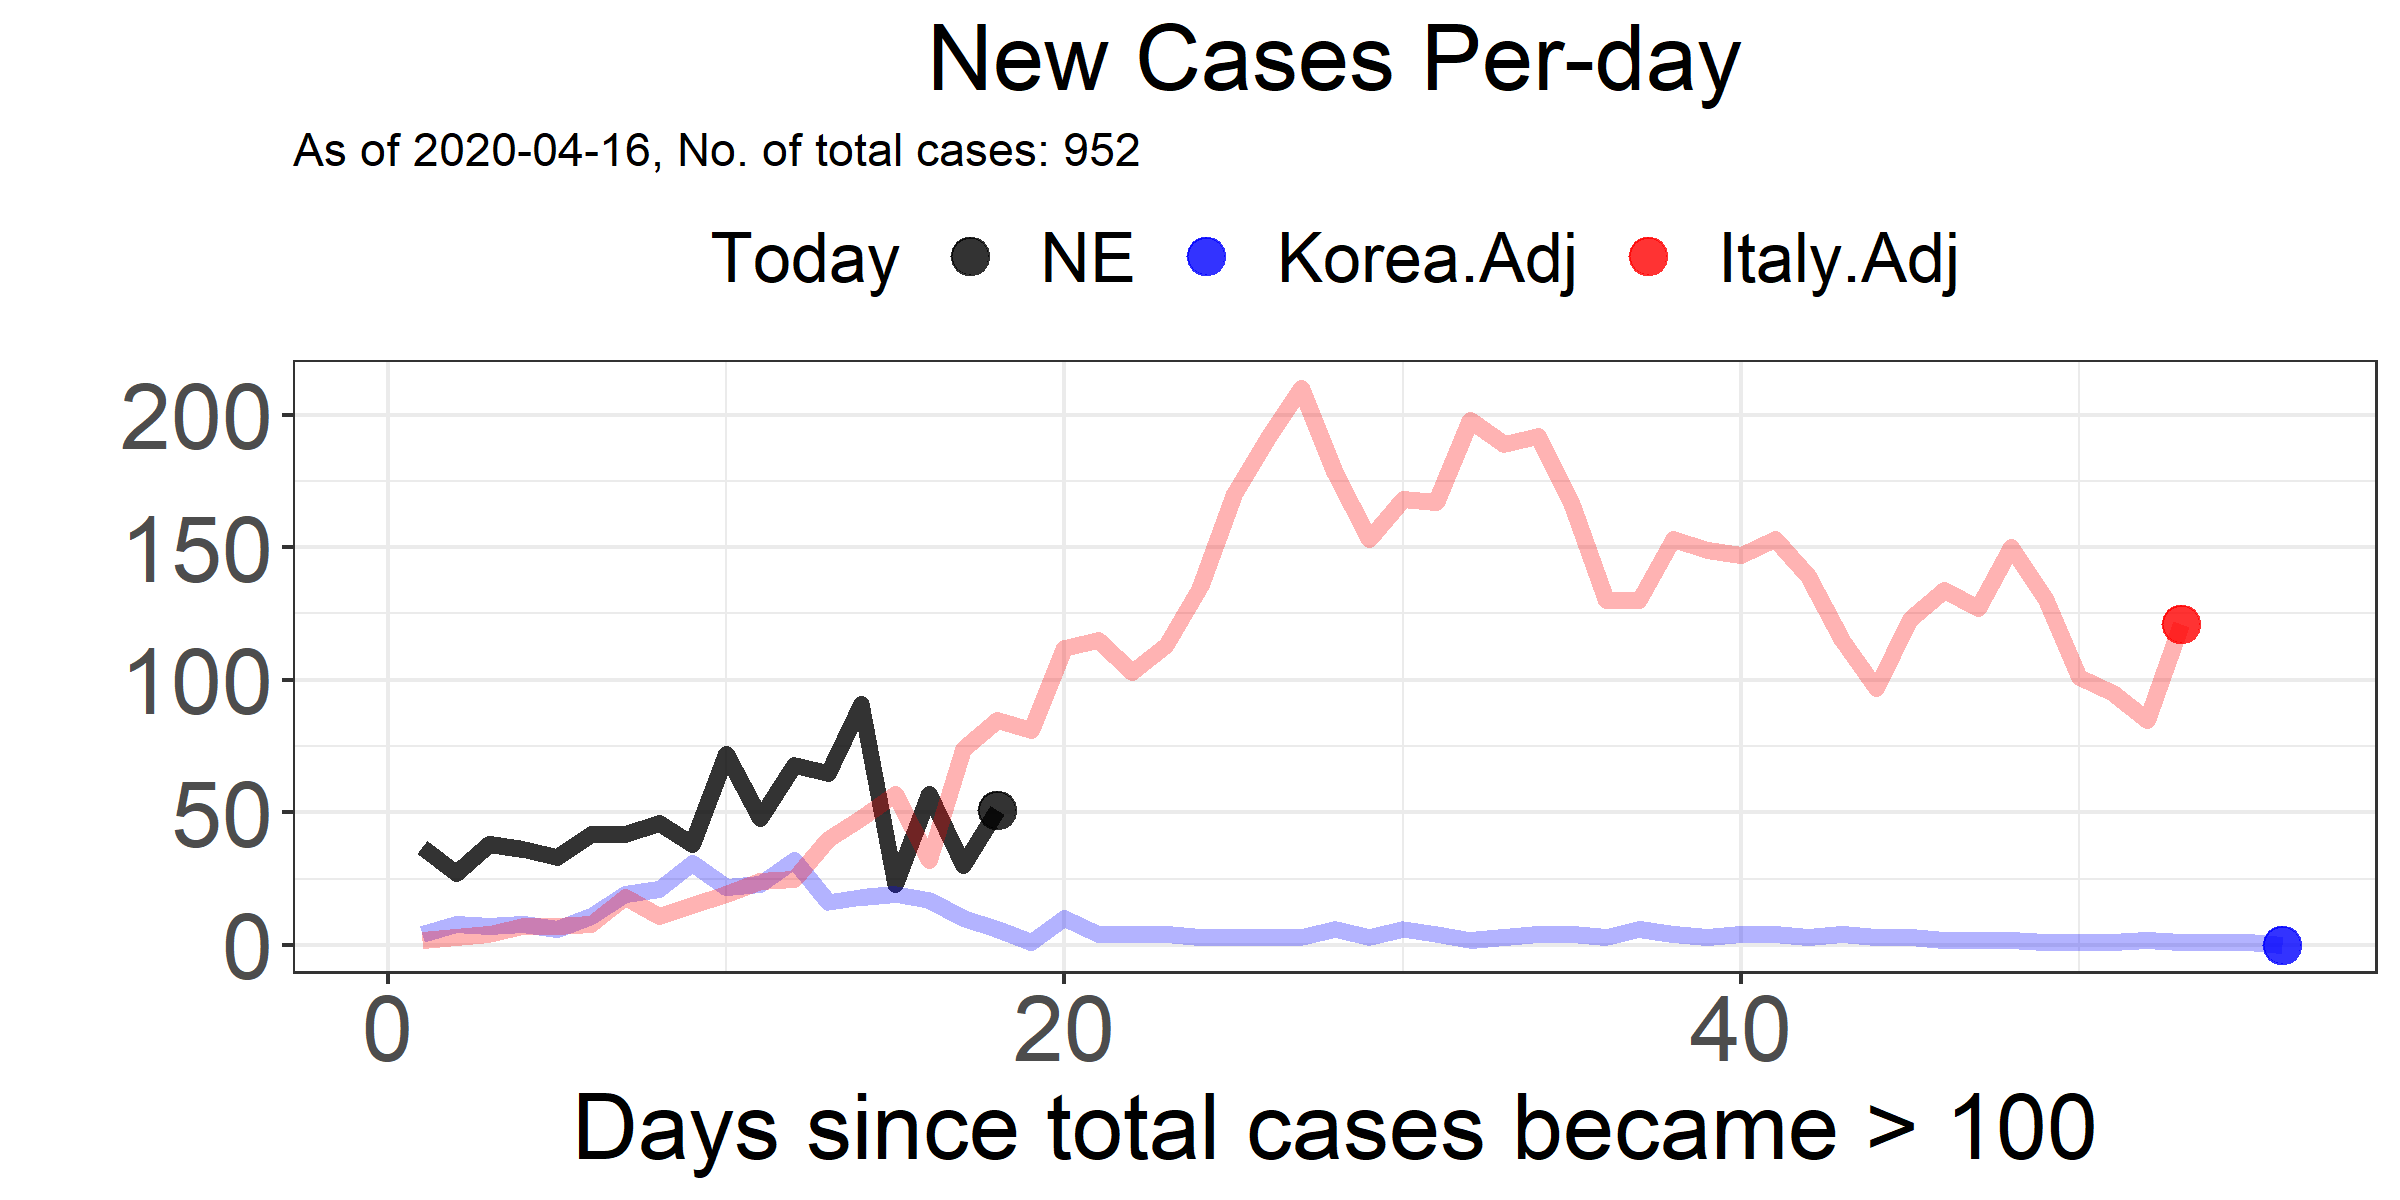 New Cases Per-day
As of 2020-04-16, No. of total cases: 952
Today NE Korea.Adj Italy.Adj
200
150
100
50
0
0 20 40
Days since total cases became > 100